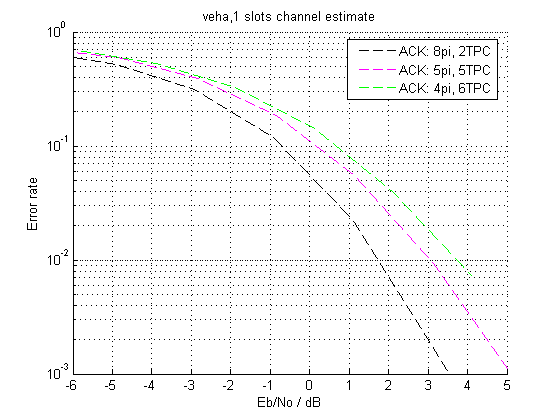 veha,1 slots channel estimate
10^0
ACK: 8pi, 2TPC
ACK: 5pi, 5TPC
ACK: 4pi, 6TPC
10^-1
Error rate
10^-2
10^-3
-6 -5 -4 -3 -2 -1 0 1 2 3 4 5
Eb/No / dB